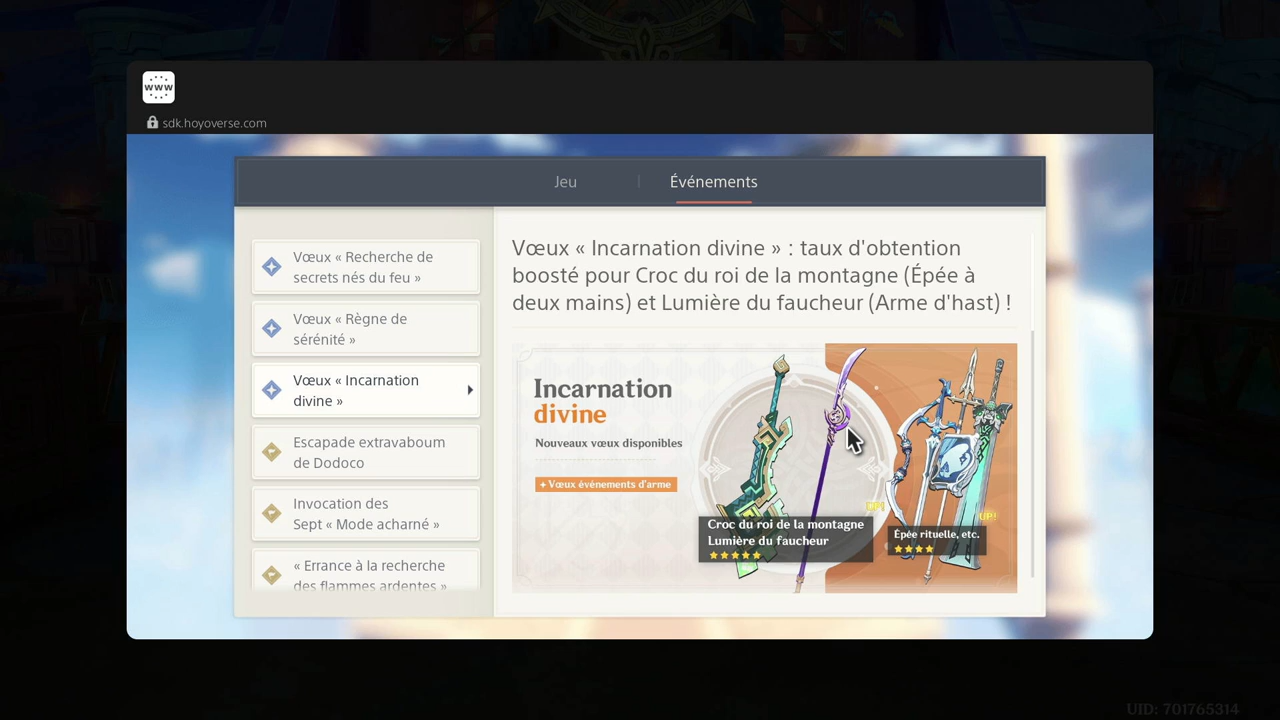 www
sdk.hoyoverse.com
Jeu
Événements
Vœux « Recherche de
secrets nés du feu »
Vœux « Règne de
sérénité »
Vœux « Incarnation
divine »
Escapade extravaboum
de Dodoco
Invocation des
Sept « Mode acharné »
« Errance à la recherche
des flammes ardentes »
Vœux « Incarnation divine » : taux d'obtention
boosté pour Croc du roi de la montagne (Épée à
deux mains) et Lumière du faucheur (Arme d'hast) !
Incarnation
divine
Nouveaux vœux disponibles
+ Vœux événements d'arme
UP!
Croc du roi de la montagne
Lumière du faucheur
UP!
Épée rituelle, etc.
UID: 701765314